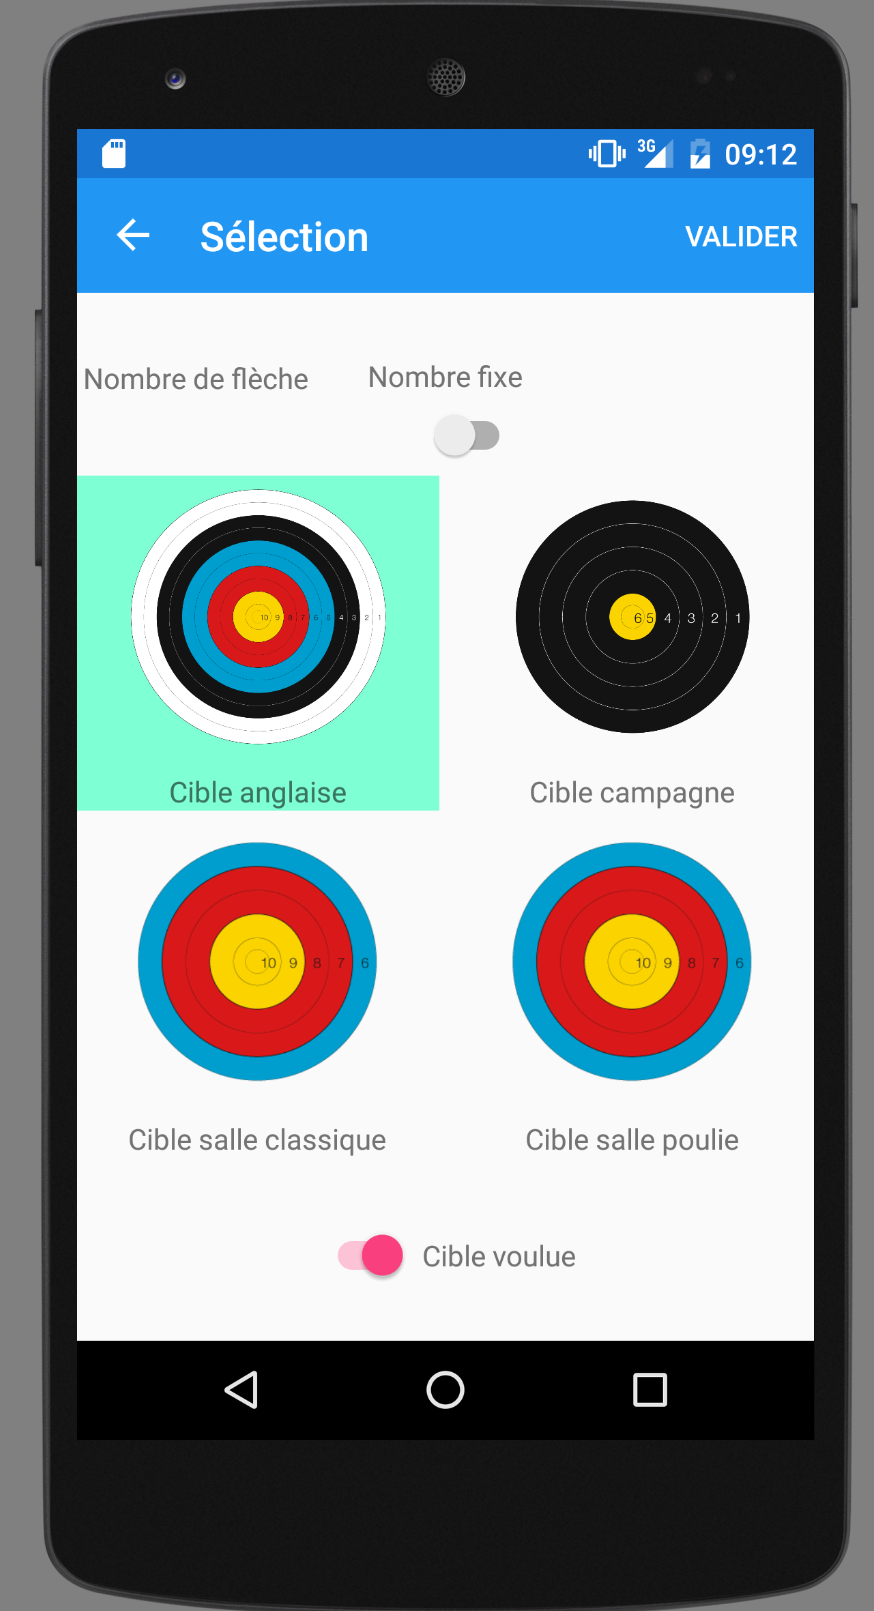 3G 09:12
Sélection VALIDER
Nombre de flèche Nombre fixe
10 9 8 7 6 5 4 3 2 1
6 5 4 3 2 1
Cible anglaise Cible campagne
10 9 8 7 6
10 9 8 7 6
Cible salle classique Cible salle poulie
Cible voulue